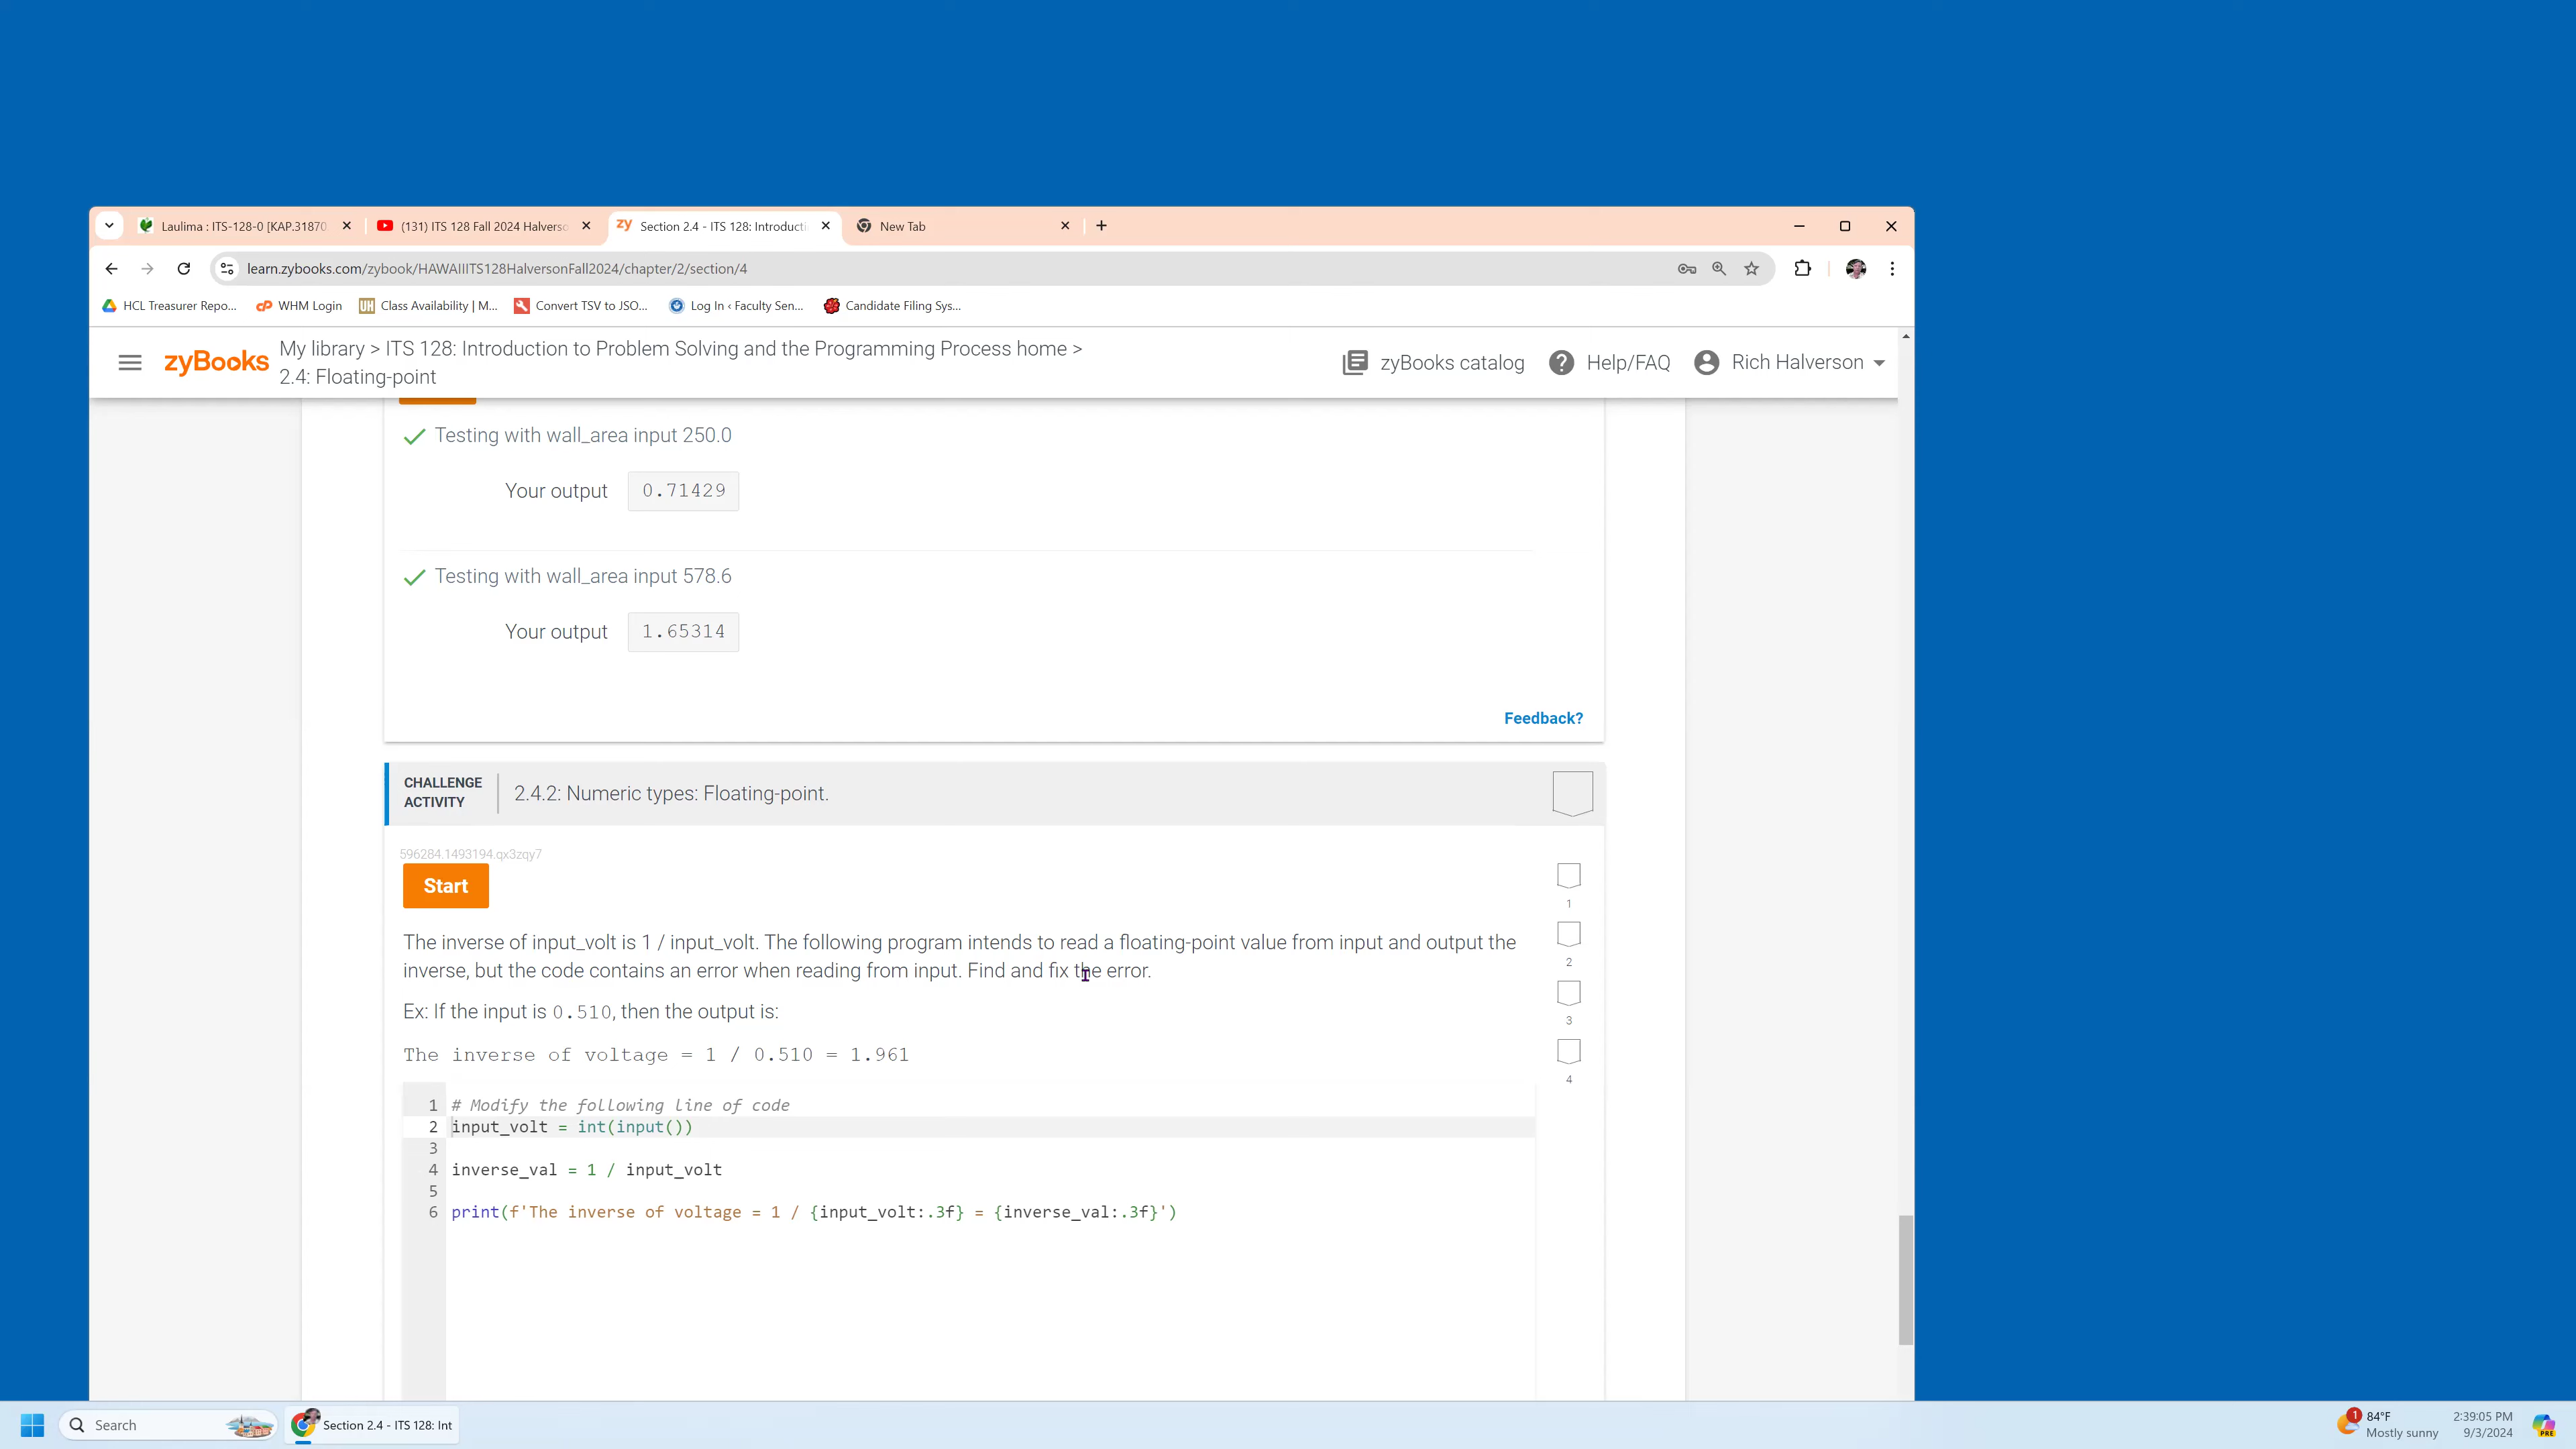 Laulima : ITS-128-0 [KAP.31870
(131) ITS 128 Fall 2024 Halverso
zy Section 2.4 - ITS 128: Introducti
New Tab
learn.zybooks.com/zybook/HAWAIIITS128HalversonFall2024/chapter/2/section/4
HCL Treasurer Repo...
cP WHM Login
UH Class Availability | M...
Convert TSV to JSO...
Log In ‹ Faculty Sen...
Candidate Filing Sys...
zyBooks
My library > ITS 128: Introduction to Problem Solving and the Programming Process home >
2.4: Floating-point
zyBooks catalog
Help/FAQ
Rich Halverson
Testing with wall_area input 250.0
Your output 0.71429
Testing with wall_area input 578.6
Your output 1.65314
Feedback?
CHALLENGE
ACTIVITY
2.4.2: Numeric types: Floating-point.
596284.1493194.qx3zqy7
Start
1
2
3
4
The inverse of input_volt is 1 / input_volt. The following program intends to read a floating-point value from input and output the
inverse, but the code contains an error when reading from input. Find and fix the error.
Ex: If the input is 0.510, then the output is:
The inverse of voltage = 1 / 0.510 = 1.961
1 # Modify the following line of code
2 input_volt = int(input())
3
4 inverse_val = 1 / input_volt
5
6 print(f'The inverse of voltage = 1 / {input_volt:.3f} = {inverse_val:.3f}')
Search
Section 2.4 - ITS 128: Int
1
84°F
Mostly sunny
2:39:05 PM
9/3/2024
PRE